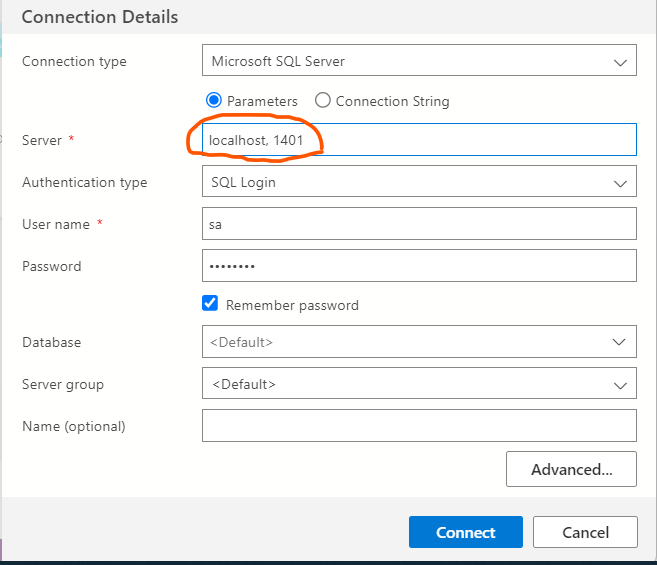 Connection Details
Connection type Microsoft SQL Server
Parameters Connection String
Server * localhost, 1401
Authentication type SQL Login
User name * sa
Password ••••••••
Remember password
Database <Default>
Server group <Default>
Name (optional)
Advanced...
Connect Cancel